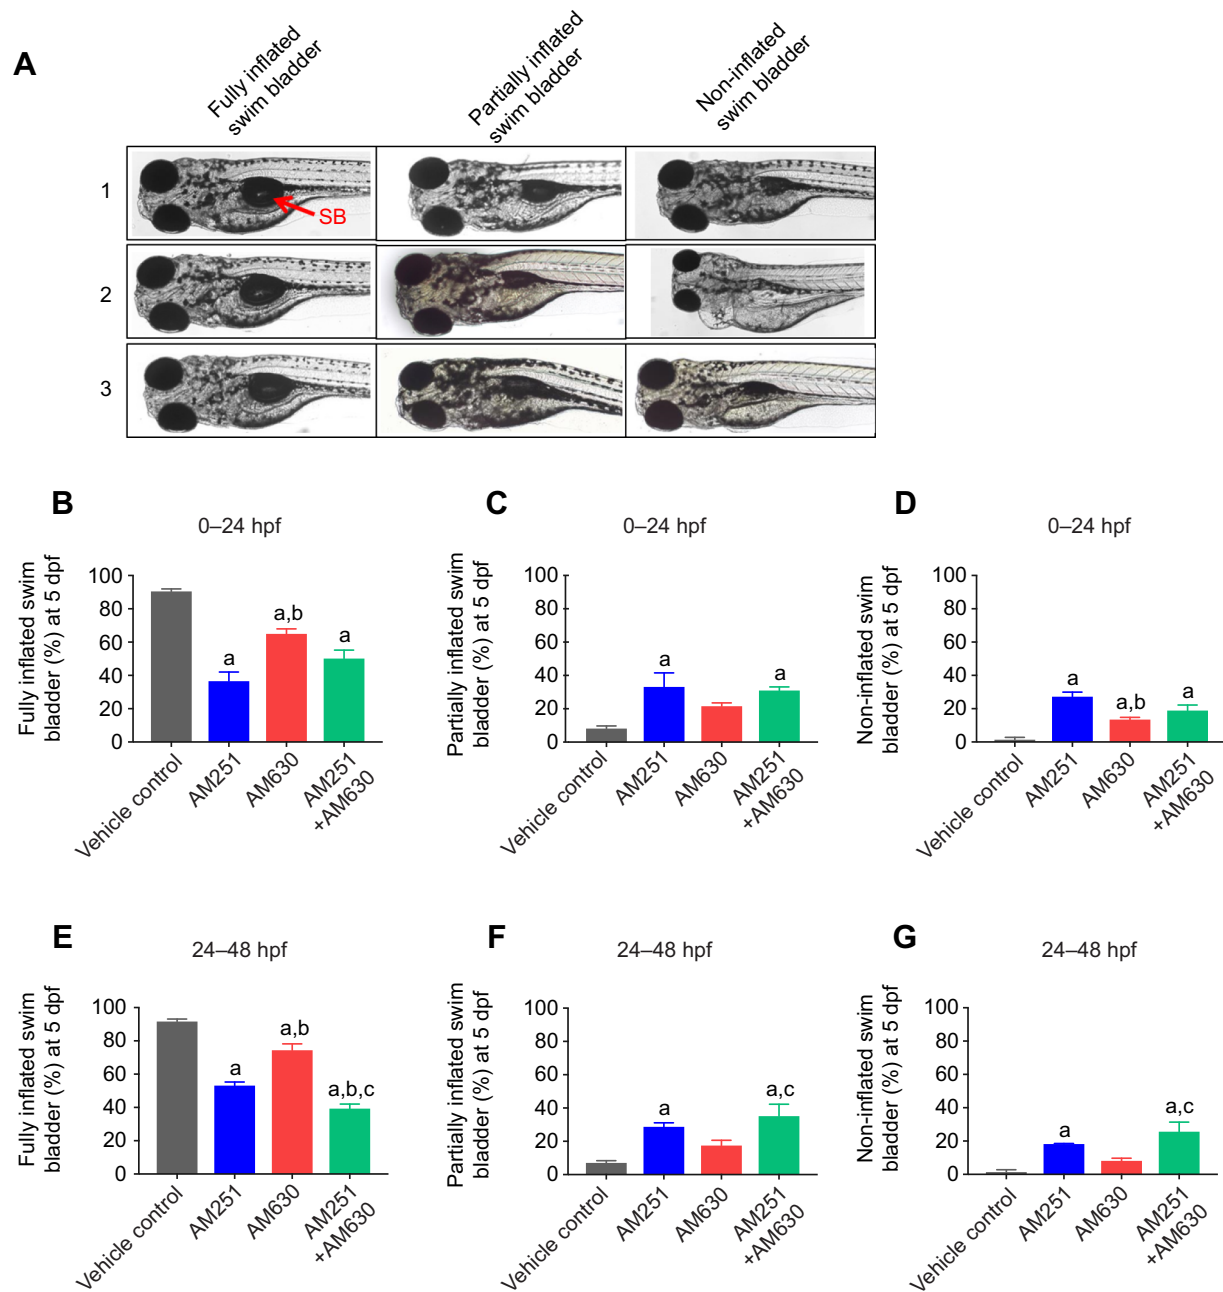 A
Fully inflated
swim bladder
Partially inflated
swim bladder
Non-inflated
swim bladder
1
SB
2
3
B
0–24 hpf
Fully inflated swim
bladder (%) at 5 dpf
100
80
60
40
20
0
a
a,b
a
Vehicle control
AM251
AM630
AM251
+AM630
C
0–24 hpf
Partially inflated swim
bladder (%) at 5 dpf
100
80
60
40
20
0
a
a
Vehicle control
AM251
AM630
AM251
+AM630
D
0–24 hpf
Non-inflated swim
bladder (%) at 5 dpf
100
80
60
40
20
0
a
a,b
a
Vehicle control
AM251
AM630
AM251
+AM630
E
24–48 hpf
Fully inflated swim
bladder (%) at 5 dpf
100
80
60
40
20
0
a
a,b
a,b,c
Vehicle control
AM251
AM630
AM251
+AM630
F
24–48 hpf
Partially inflated swim
bladder (%) at 5 dpf
100
80
60
40
20
0
a
a,c
Vehicle control
AM251
AM630
AM251
+AM630
G
24–48 hpf
Non-inflated swim
bladder (%) at 5 dpf
100
80
60
40
20
0
a
a,c
Vehicle control
AM251
AM630
AM251
+AM630